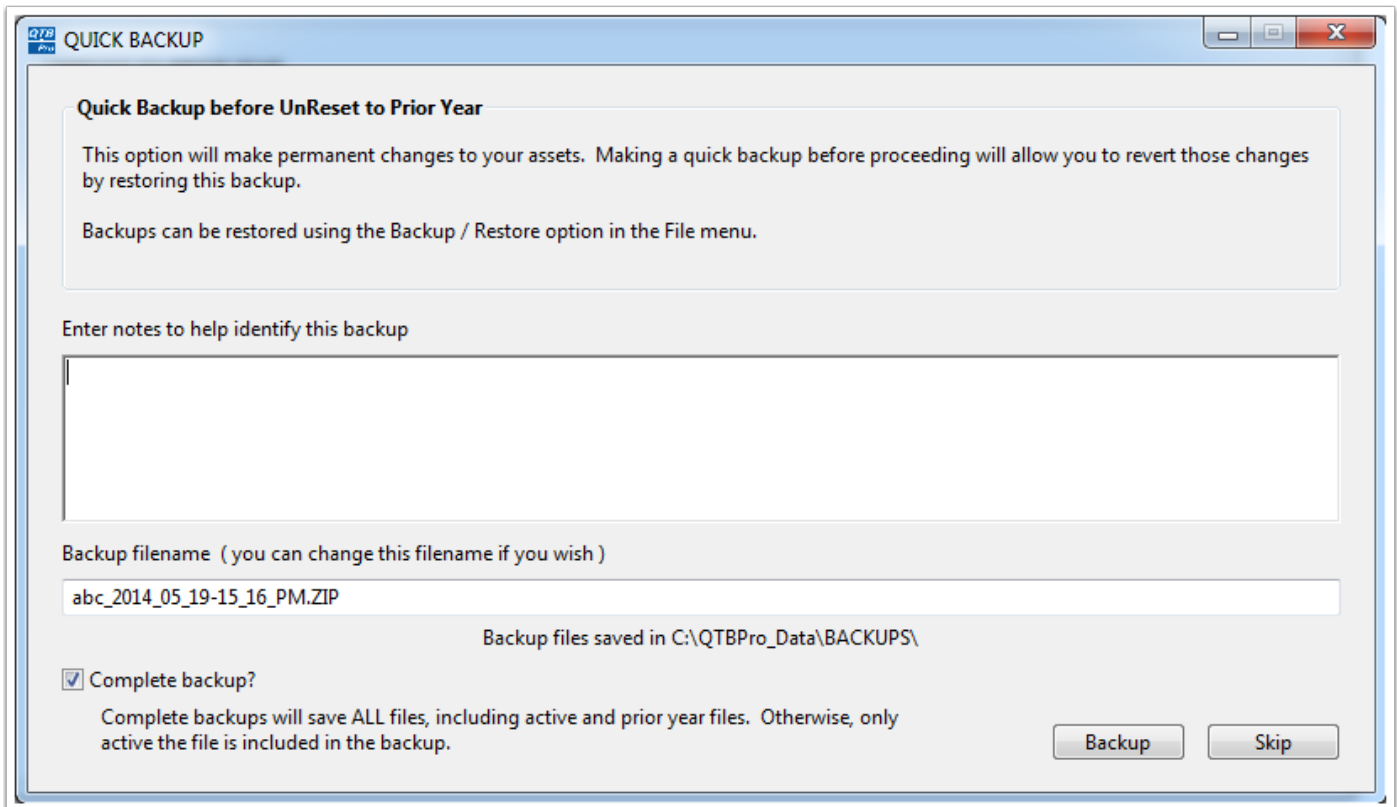 QTB
Pro
QUICK BACKUP
Quick Backup before UnReset to Prior Year
This option will make permanent changes to your assets.  Making a quick backup before proceeding will allow you to revert those changes
by restoring this backup.
Backups can be restored using the Backup / Restore option in the File menu.
Enter notes to help identify this backup
Backup filename  ( you can change this filename if you wish )
abc_2014_05_19-15_16_PM.ZIP
Backup files saved in C:\QTBPro_Data\BACKUPS\
Complete backup?
Complete backups will save ALL files, including active and prior year files.  Otherwise, only
active the file is included in the backup.
Backup
Skip